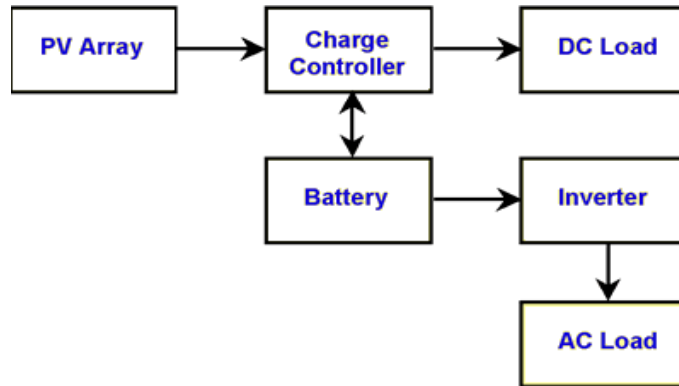 PV Array
Charge
Controller
DC Load
Battery
Inverter
AC Load